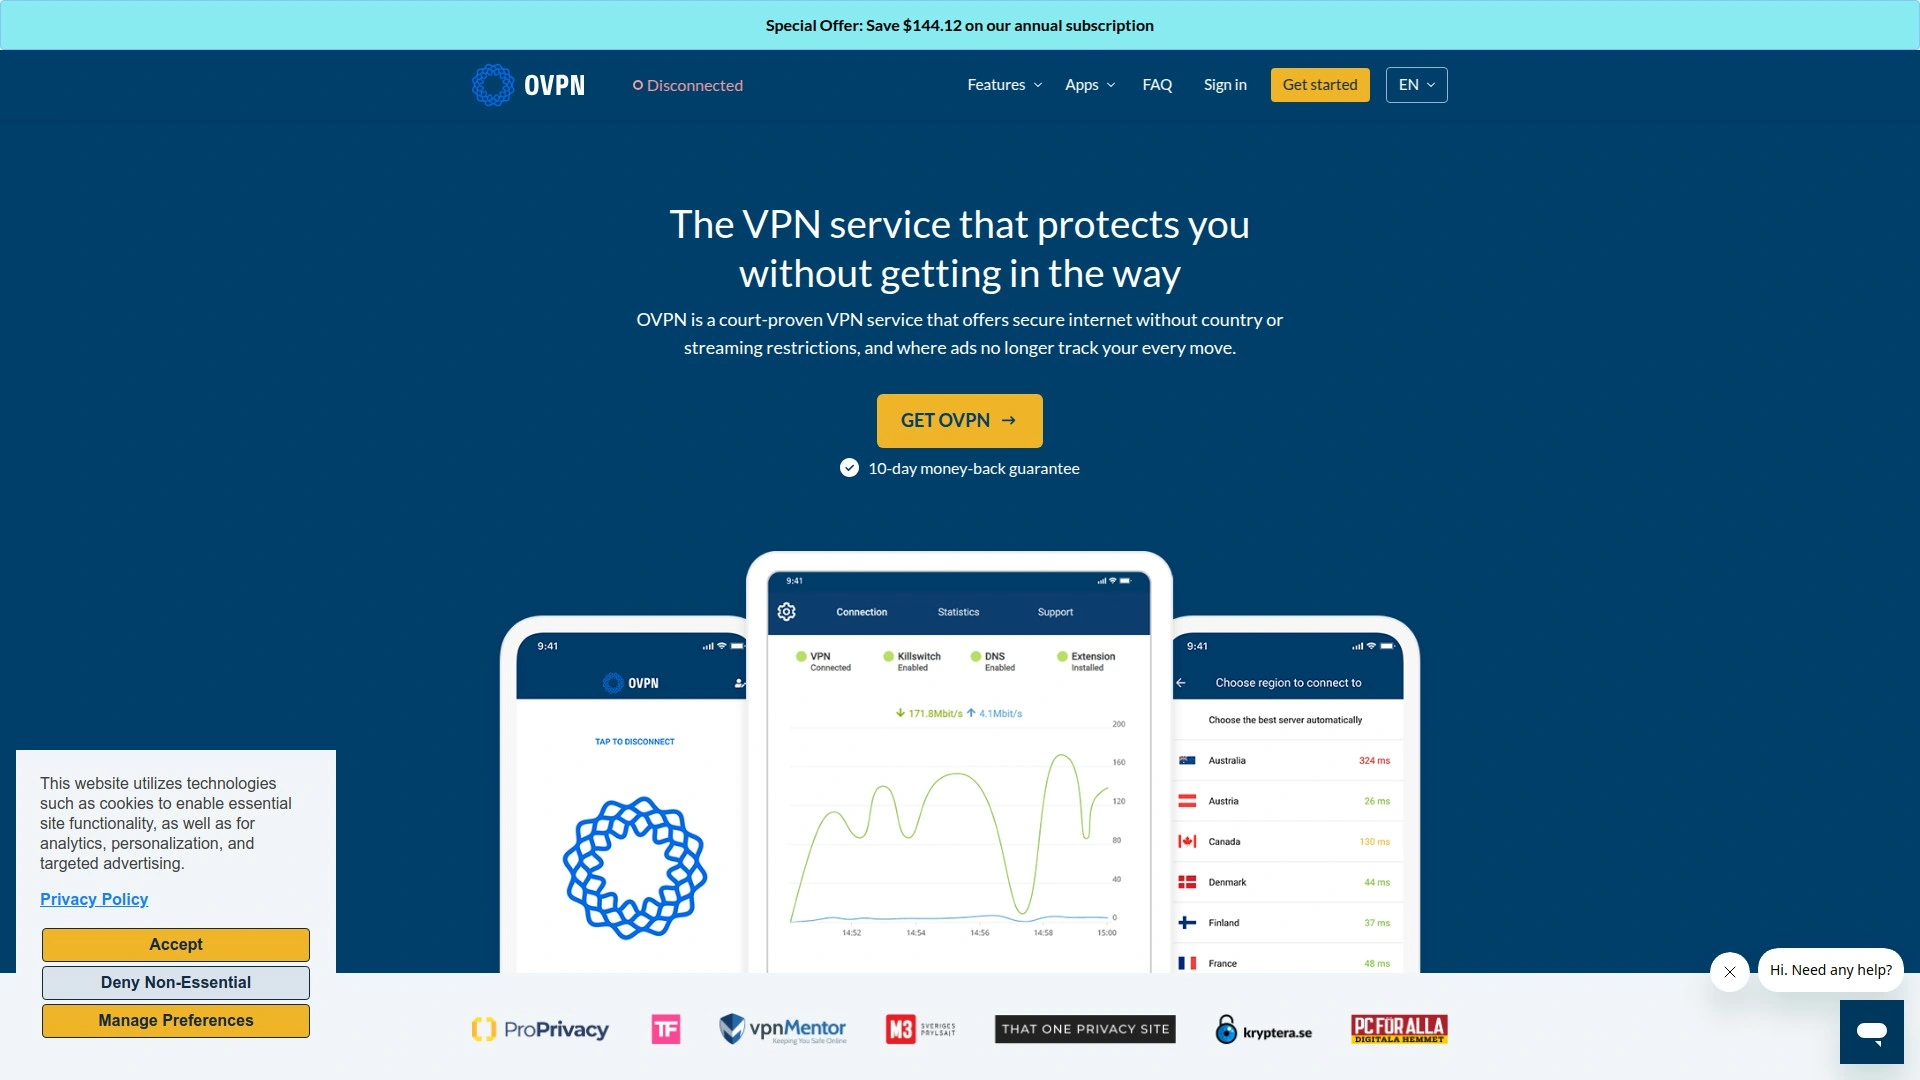 Special Offer: Save $144.12 on our annual subscription
OVPN
Disconnected
Features
Apps
FAQ
Sign in
Get started
EN
The VPN service that protects you
without getting in the way
OVPN is a court-proven VPN service that offers secure internet without country or
streaming restrictions, and where ads no longer track your every move.
GET OVPN →
10-day money-back guarantee
9:41
OVPN
TAP TO DISCONNECT
9:41
Connection
Statistics
Support
VPN
Connected
Killswitch
Enabled
DNS
Enabled
Extension
Installed
171.8Mbit/s 4.1Mbit/s
200
160
120
80
40
0
14:52
14:54
14:56
14:58
15:00
9:41
Choose region to connect to
Choose the best server automatically
Australia 324 ms
Austria 26 ms
Canada 130 ms
Denmark 44 ms
Finland 37 ms
France 48 ms
This website utilizes technologies
such as cookies to enable essential
site functionality, as well as for
analytics, personalization, and
targeted advertising.
Privacy Policy
Accept
Deny Non-Essential
Manage Preferences
ProPrivacy
TF
vpnMentor
Keeping You Safe Online
M3
SVERIGES
PRYLSAJT
THAT ONE PRIVACY SITE
kryptera.se
PC FÖR ALLA
DIGITALA HEMMET
Hi. Need any help?